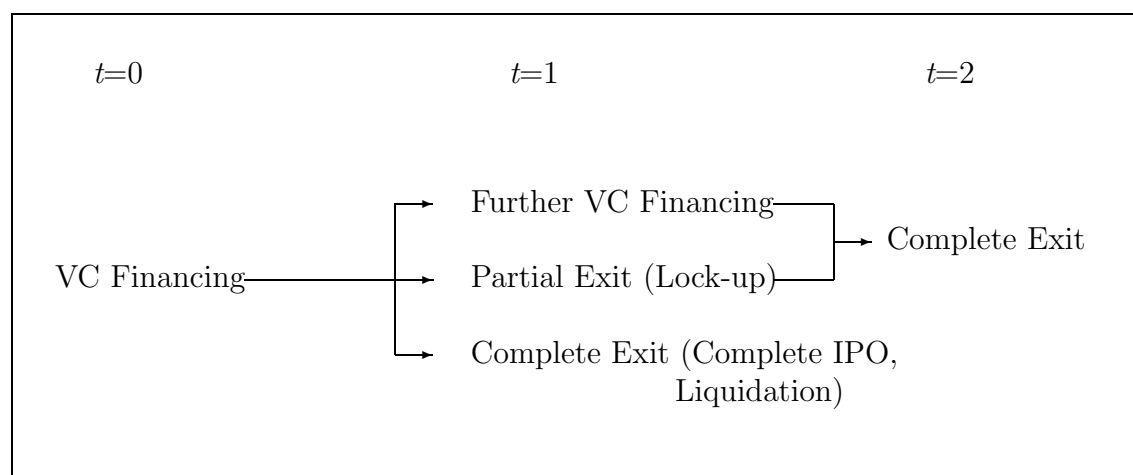 t=0 t=1 t=2
Further VC Financing
Complete Exit
VC Financing Partial Exit (Lock-up)
Complete Exit (Complete IPO,
Liquidation)